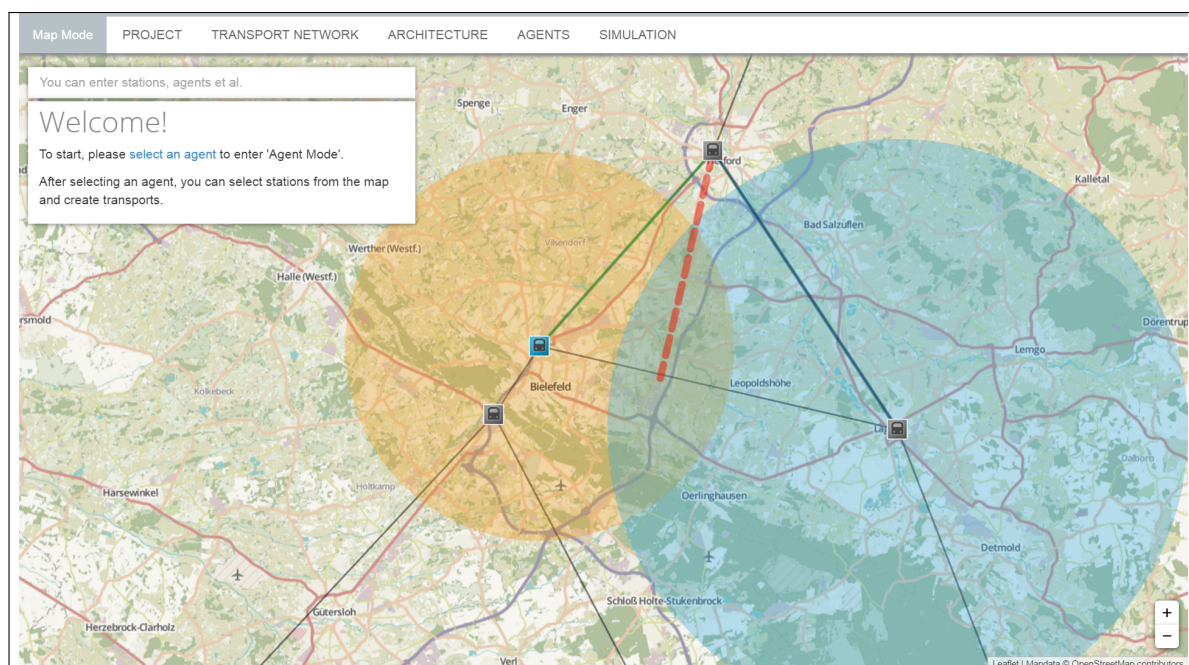 Map Mode PROJECT TRANSPORT NETWORK ARCHITECTURE AGENTS SIMULATION
You can enter stations, agents et al.
Welcome!
To start, please select an agent to enter 'Agent Mode'.
After selecting an agent, you can select stations from the map
and create transports.
Spenge
Enger
Kalletal
Bad Salzuflen
Vilsendorf
Werther (Westf.)
Halle (Westf.)
Dörentrup
Lemgo
Leopoldshöhe
Bielefeld
Kolkebeck
Dalborn
Holtkamp
Harsewinkel
Oerlinghausen
Detmold
Schloß Holte-Stukenbrock
Gütersloh
Herzebrock-Clarholz
Verl
+
−
Leaflet | Mapdata © OpenStreetMap contributors